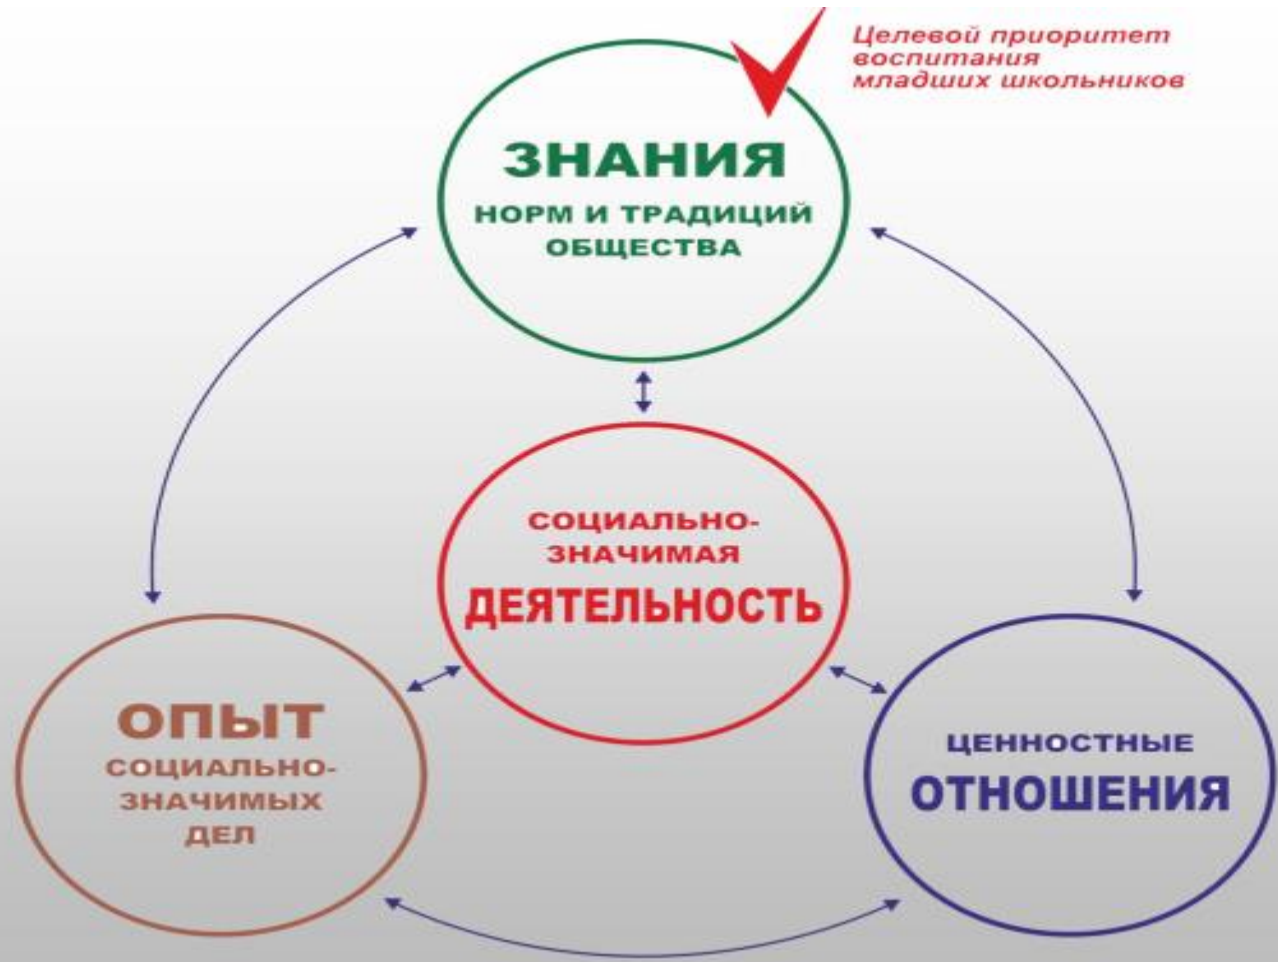 Целевой приоритет
воспитания
младших школьников
ЗНАНИЯ
НОРМ И ТРАДИЦИЙ
ОБЩЕСТВА
СОЦИАЛЬНО-
ЗНАЧИМАЯ
ДЕЯТЕЛЬНОСТЬ
ОПЫТ
СОЦИАЛЬНО-
ЗНАЧИМЫХ
ДЕЛ
ЦЕННОСТНЫЕ
ОТНОШЕНИЯ